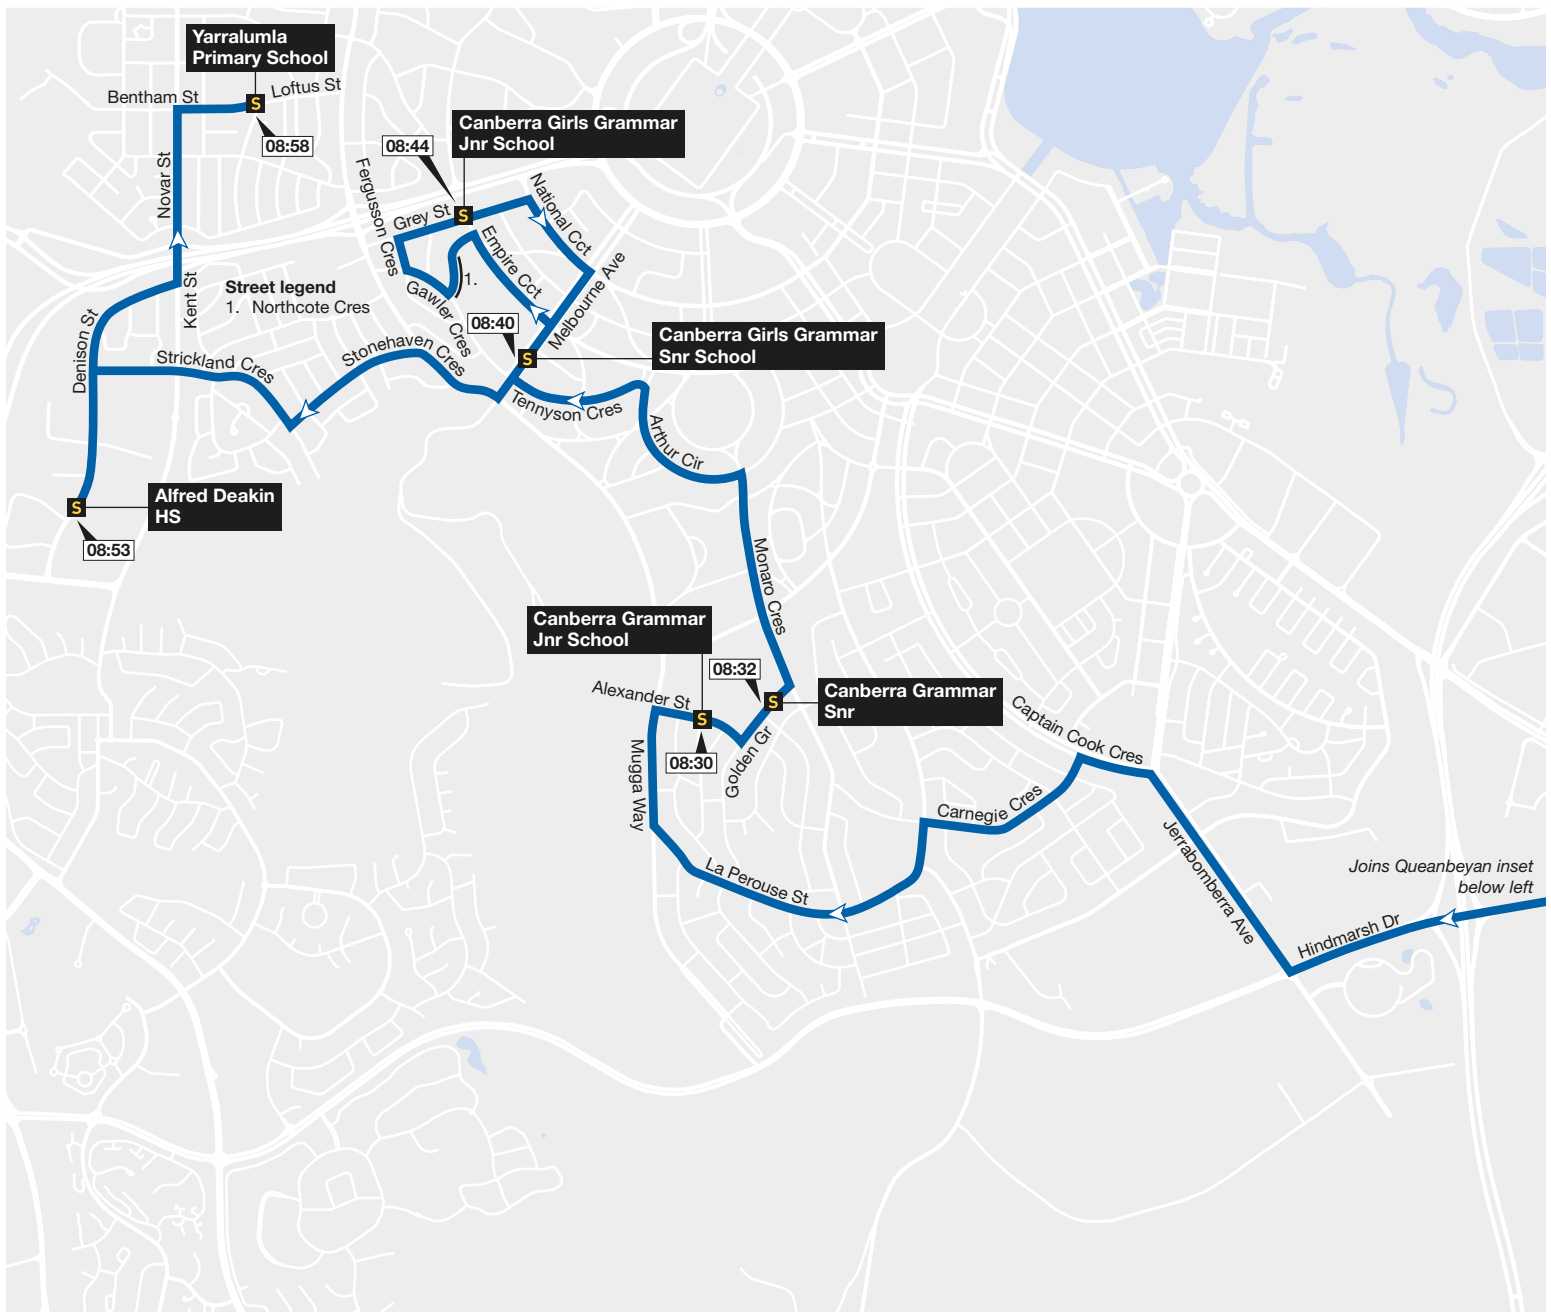 Yarralumla
Primary School
Bentham St
S
Loftus St
08:58
Novar St
Canberra Girls Grammar
Jnr School
08:44
Fergusson Cres
Grey St
S
National Cct
Empire Cct
Melbourne Ave
1.
Gawler Cres
Kent St
Street legend
1. Northcote Cres
Denison St
Strickland Cres
Stonehaven Cres
08:40
S
Canberra Girls Grammar
Snr School
Tennyson Cres
Arthur Cir
S
Alfred Deakin
HS
08:53
Monaro Cres
Canberra Grammar
Jnr School
08:32
Alexander St
S
S
Canberra Grammar
Snr
08:30
Golden Gr
Mugga Way
Captain Cook Cres
Carnegie Cres
La Perouse St
Jerrabomberra Ave
Joins Queanbeyan inset
below left
Hindmarsh Dr